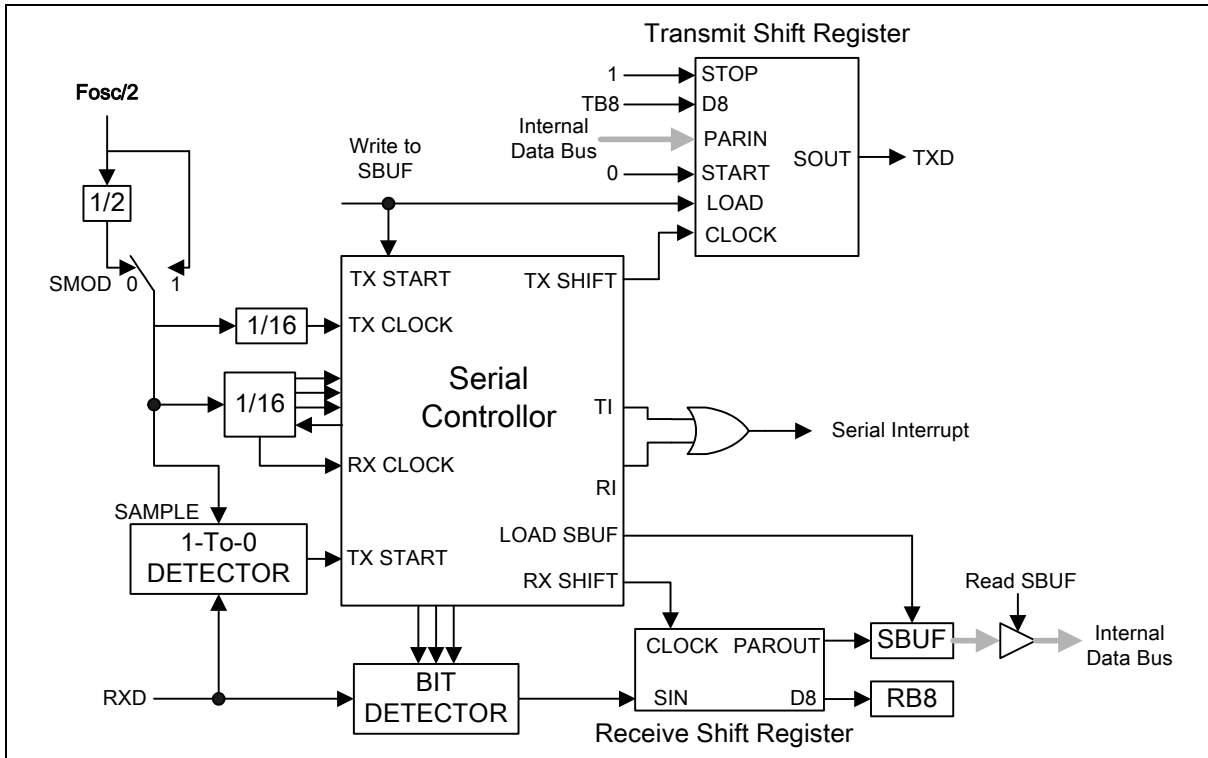 Transmit Shift Register
1
STOP
Fosc/2
TB8
D8
Internal
Data Bus
PARIN
Write to
SBUF
SOUT
TXD
0
START
1/2
LOAD
CLOCK
SMOD 0 1
TX START
TX SHIFT
1/16
TX CLOCK
Serial
Controllor
1/16
TI
Serial Interrupt
RX CLOCK
RI
SAMPLE
1-To-0
DETECTOR
TX START
LOAD SBUF
RX SHIFT
Read SBUF
CLOCK PAROUT
SBUF
Internal
Data Bus
RXD
BIT
DETECTOR
SIN
D8
RB8
Receive Shift Register